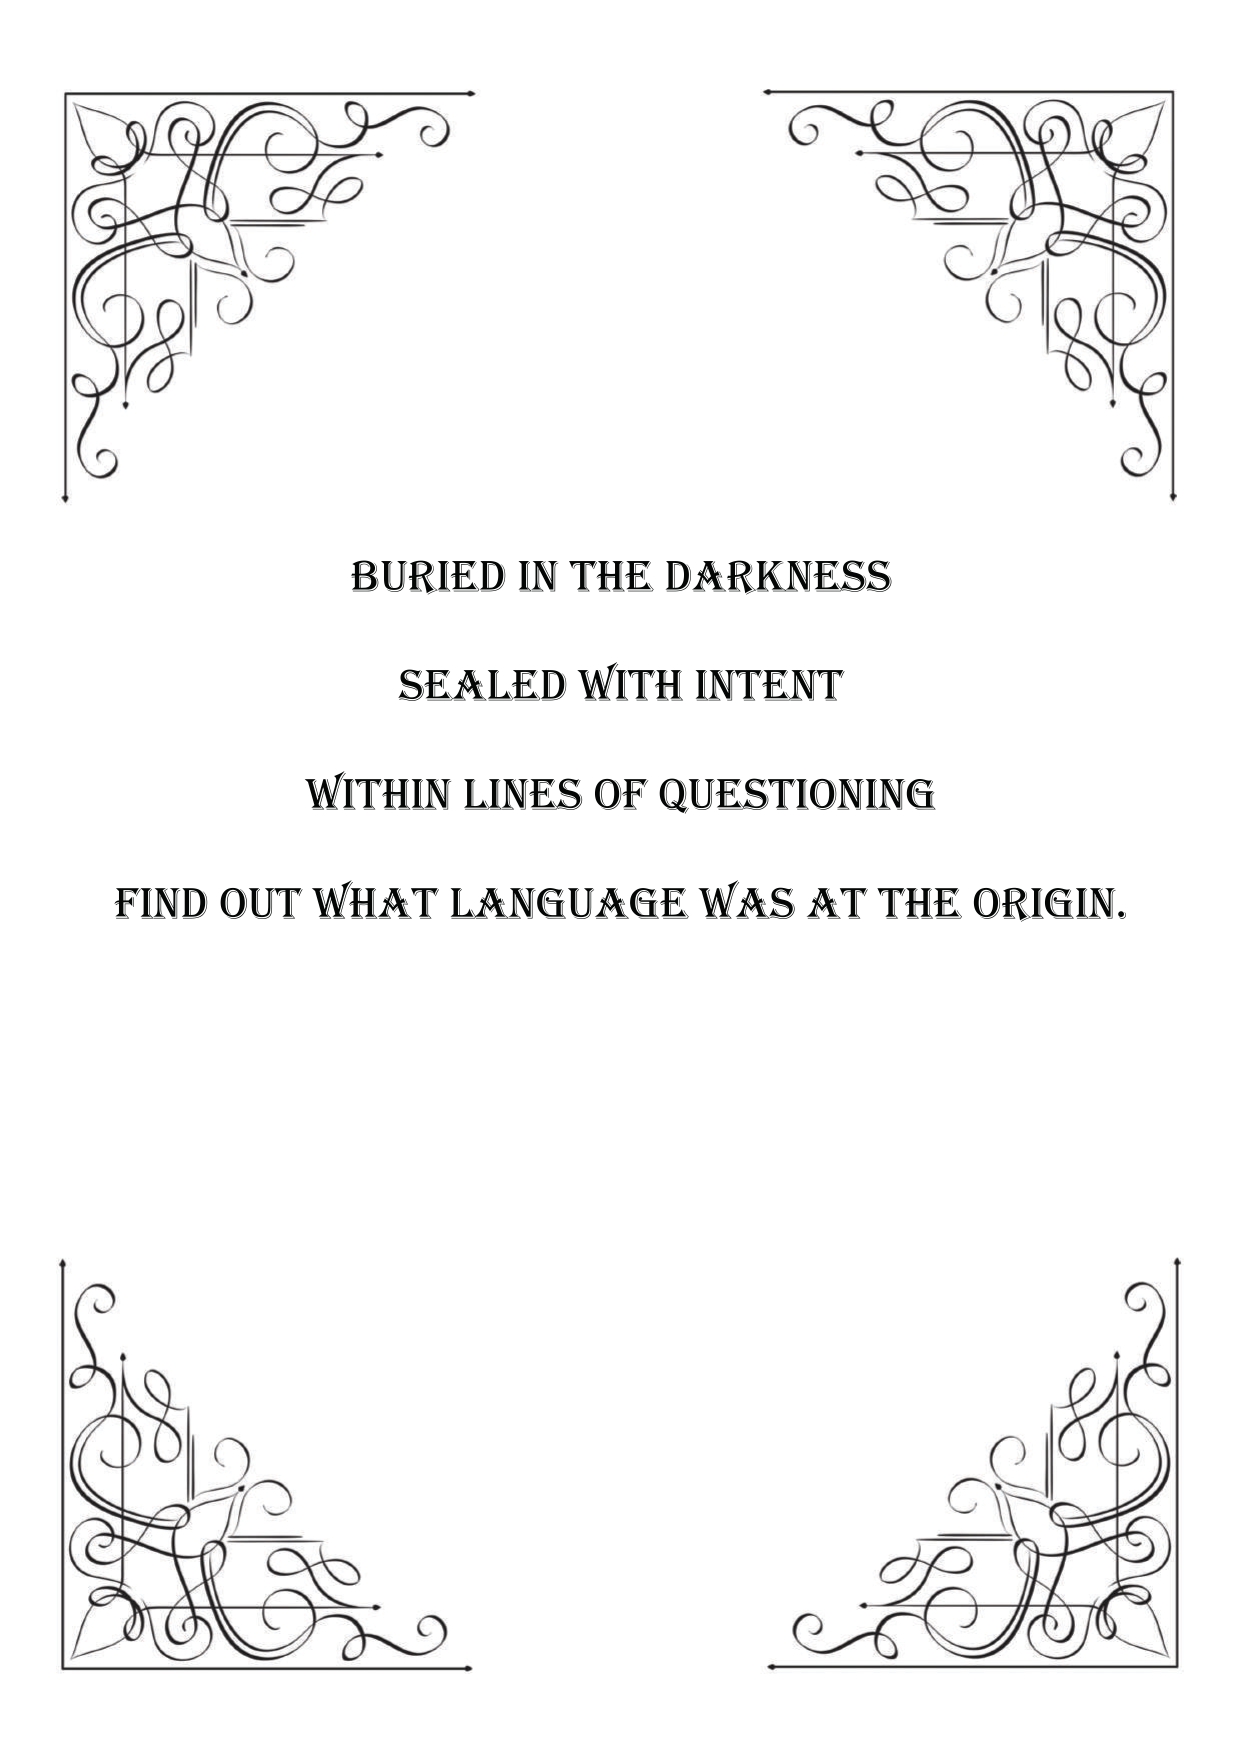 BURIED IN THE DARKNESS
SEALED WITH INTENT
WITHIN LINES OF QUESTIONING
FIND OUT WHAT LANGUAGE WAS AT THE ORIGIN.